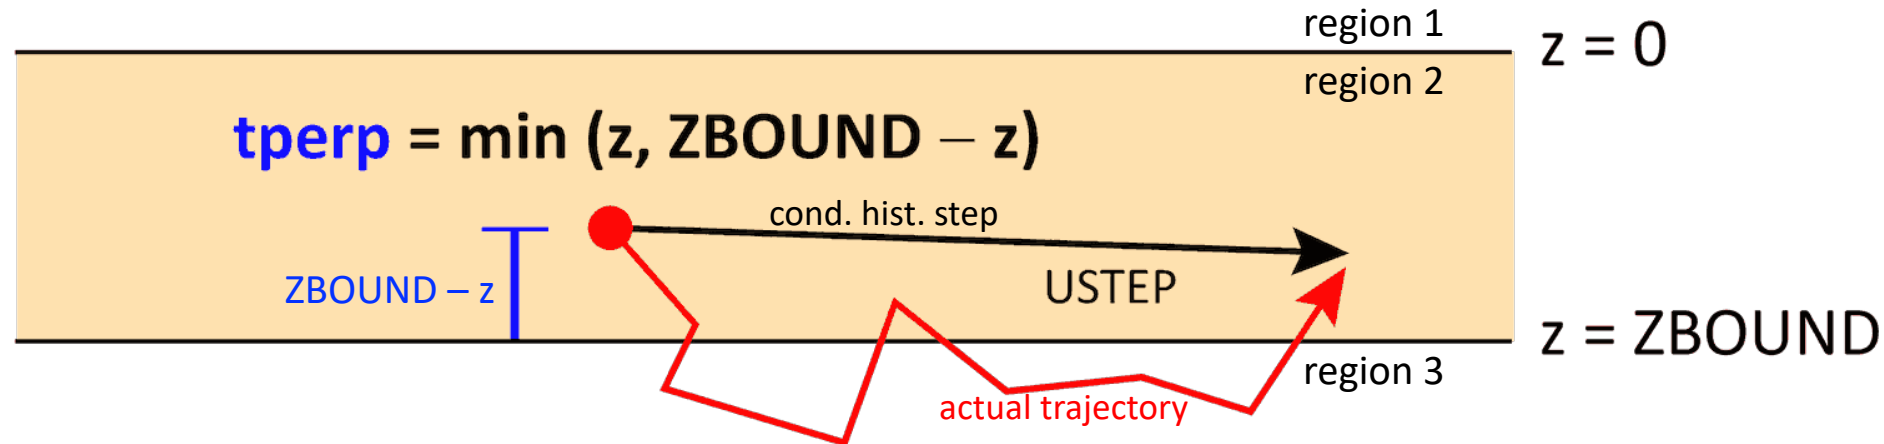 region 1
z = 0
region 2
tperp = min (z, ZBOUND – z)
cond. hist. step
ZBOUND – z
USTEP
z = ZBOUND
region 3
actual trajectory